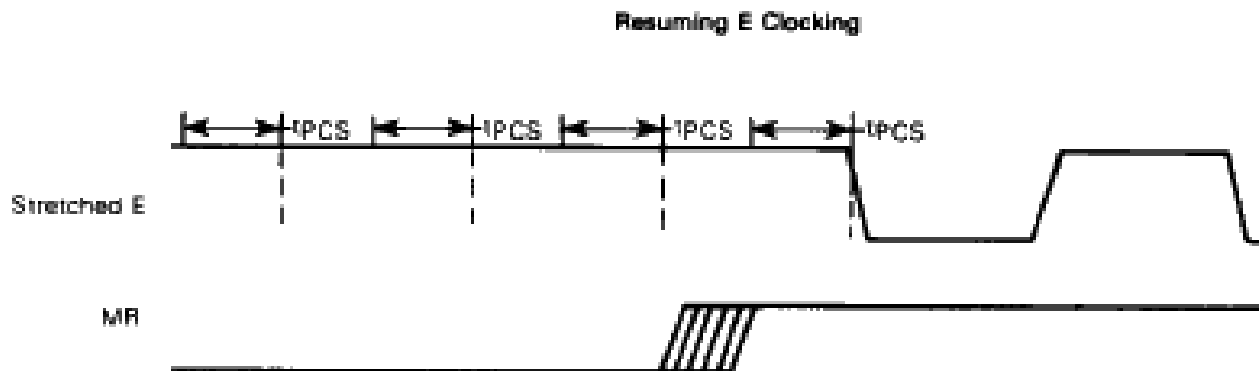 Resuming E Clocking
tPCS tPCS tPCS tPCS
Stretched E
MR